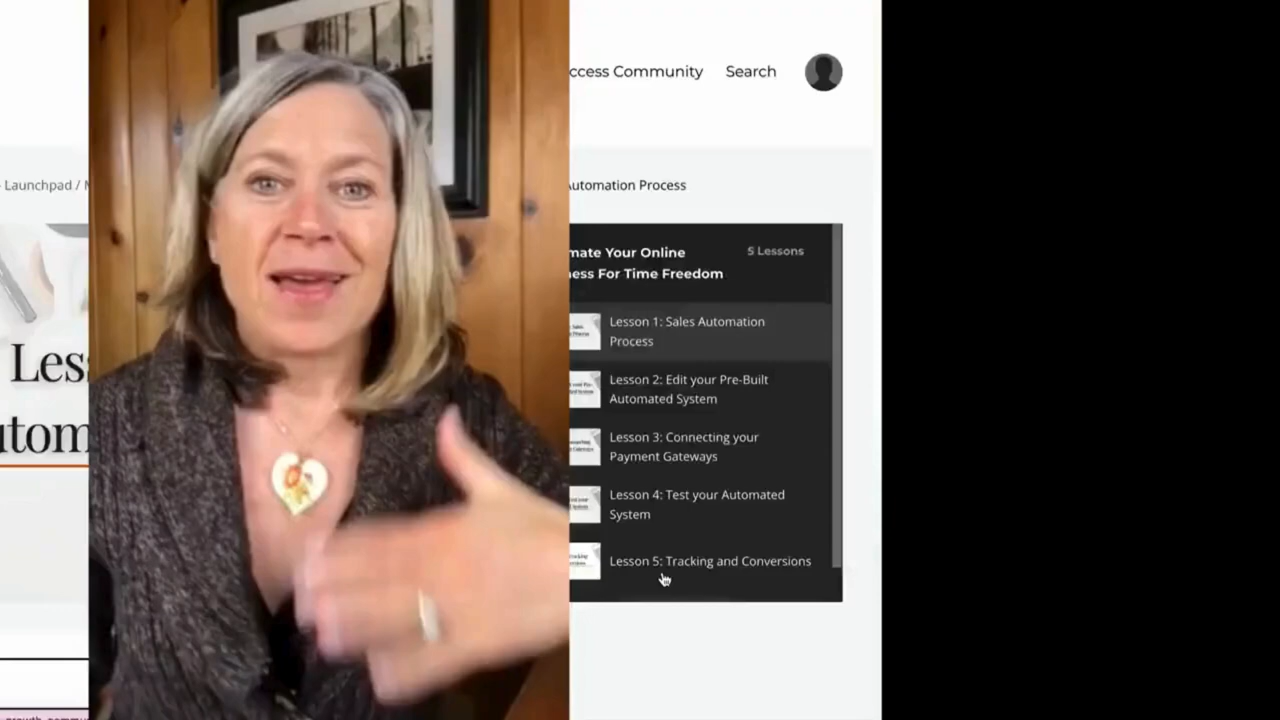 ccess Community
Search
Launchpad /
Automation Process
mate Your Online
ness For Time Freedom
5 Lessons
Les
utom
Lesson 1: Sales Automation
Process
Lesson 2: Edit your Pre-Built
Automated System
Lesson 3: Connecting your
Payment Gateways
Lesson 4: Test your Automated
System
Lesson 5: Tracking and Conversions